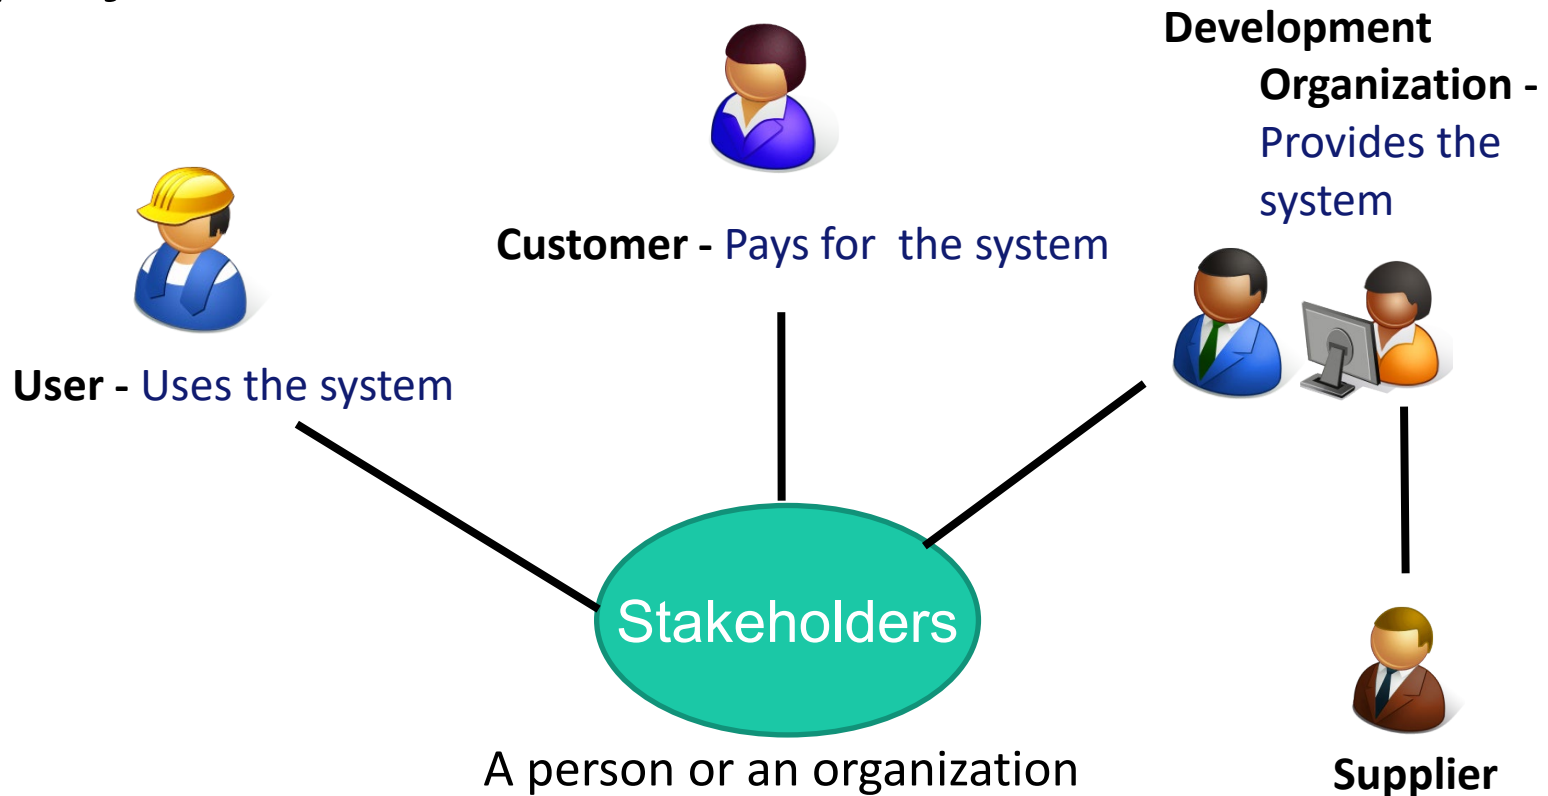 Development
Organization -
Provides the
system
Customer - Pays for the system
User - Uses the system
Stakeholders
A person or an organization
Supplier